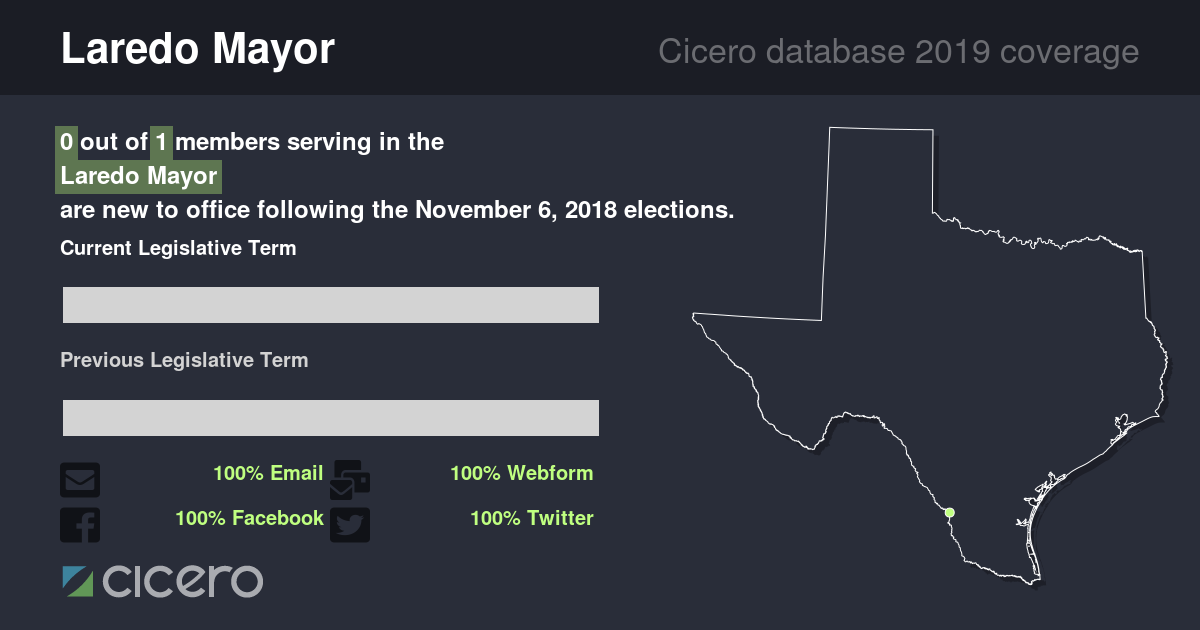 Laredo Mayor
Cicero database 2019 coverage
0 out of 1 members serving in the
Laredo Mayor
are new to office following the November 6, 2018 elections.
Current Legislative Term
Previous Legislative Term
100% Email
100% Webform
100% Facebook
100% Twitter
cicero